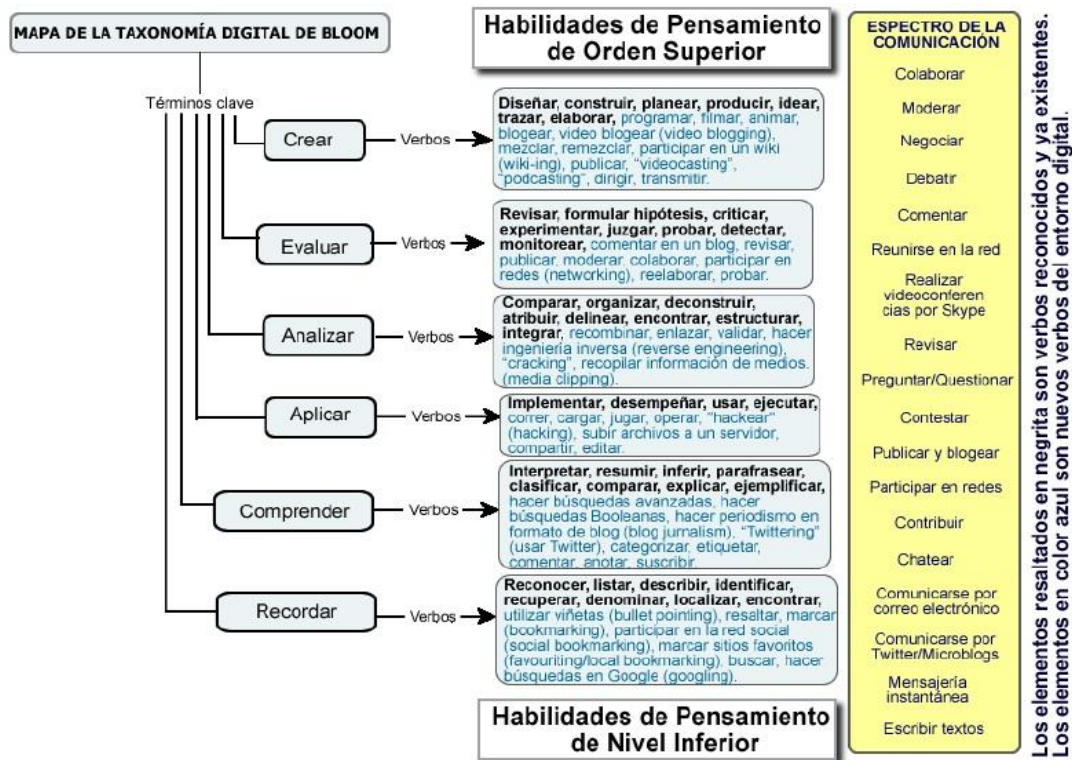 MAPA DE LA TAXONOMÍA DIGITAL DE BLOOM
Términos clave
Habilidades de Pensamiento
de Orden Superior
Crear
Verbos
Diseñar, construir, planear, producir, idear,
trazar, elaborar, programar, filmar, animar,
blogear, video blogear (video blogging),
mezclar, remezclar, participar en un wiki
(wiki-ing), publicar, “videocasting”,
“podcasting”, dirigir, transmitir.
Evaluar
Verbos
Revisar, formular hipótesis, criticar,
experimentar, juzgar, probar, detectar,
monitorear, comentar en un blog, revisar,
publicar, moderar, colaborar, participar en
redes (networking), reelaborar, probar.
Analizar
Verbos
Comparar, organizar, deconstruir,
atribuir, delinear, encontrar, estructurar,
integrar, recombinar, enlazar, validar, hacer
ingeniería inversa (reverse engineering),
“cracking”, recopilar información de medios.
(media clipping).
Aplicar
Verbos
Implementar, desempeñar, usar, ejecutar,
correr, cargar, jugar, operar, "hackear"
(hacking), subir archivos a un servidor,
compartir, editar.
Comprender
Verbos
Interpretar, resumir, inferir, parafrasear,
clasificar, comparar, explicar, ejemplificar,
hacer búsquedas avanzadas, hacer
búsquedas Booleanas, hacer periodismo en
formato de blog (blog jurnalism), “Twittering”
(usar Twitter), categorizar, etiquetar,
comentar, anotar, suscribir.
Recordar
Verbos
Reconocer, listar, describir, identificar,
recuperar, denominar, localizar, encontrar,
utilizar viñetas (bullet pointing), resaltar, marcar
(bookmarking), participar en la red social
(social bookmarking), marcar sitios favoritos
(favouriting/local bookmarking), buscar, hacer
búsquedas en Google (googling).
Habilidades de Pensamiento
de Nivel Inferior
ESPECTRO DE LA
COMUNICACIÓN
Colaborar
Moderar
Negociar
Debatir
Comentar
Reunirse en la red
Realizar
videoconferen
cias por Skype
Revisar
Preguntar/Questionar
Contestar
Publicar y blogear
Participar en redes
Contribuir
Chatear
Comunicarse por
correo electrónico
Comunicarse por
Twitter/Microblogs
Mensajería
instantánea
Escribir textos
Los elementos resaltados en negrita son verbos reconocidos y ya existentes.
Los elementos en color azul son nuevos verbos del entorno digital.